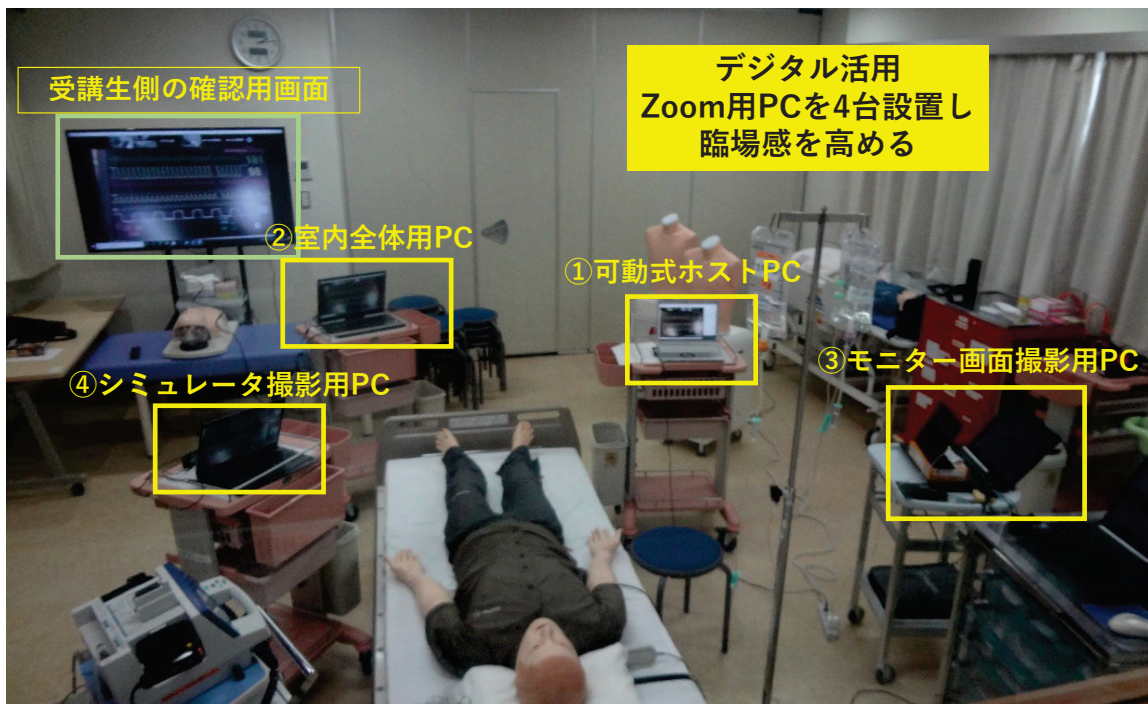 デジタル活用
Zoom用PCを4台設置し
臨場感を高める
受講生側の確認用画面
②室内全体用PC
①可動式ホストPC
③モニター画面撮影用PC
④シミュレータ撮影用PC
98